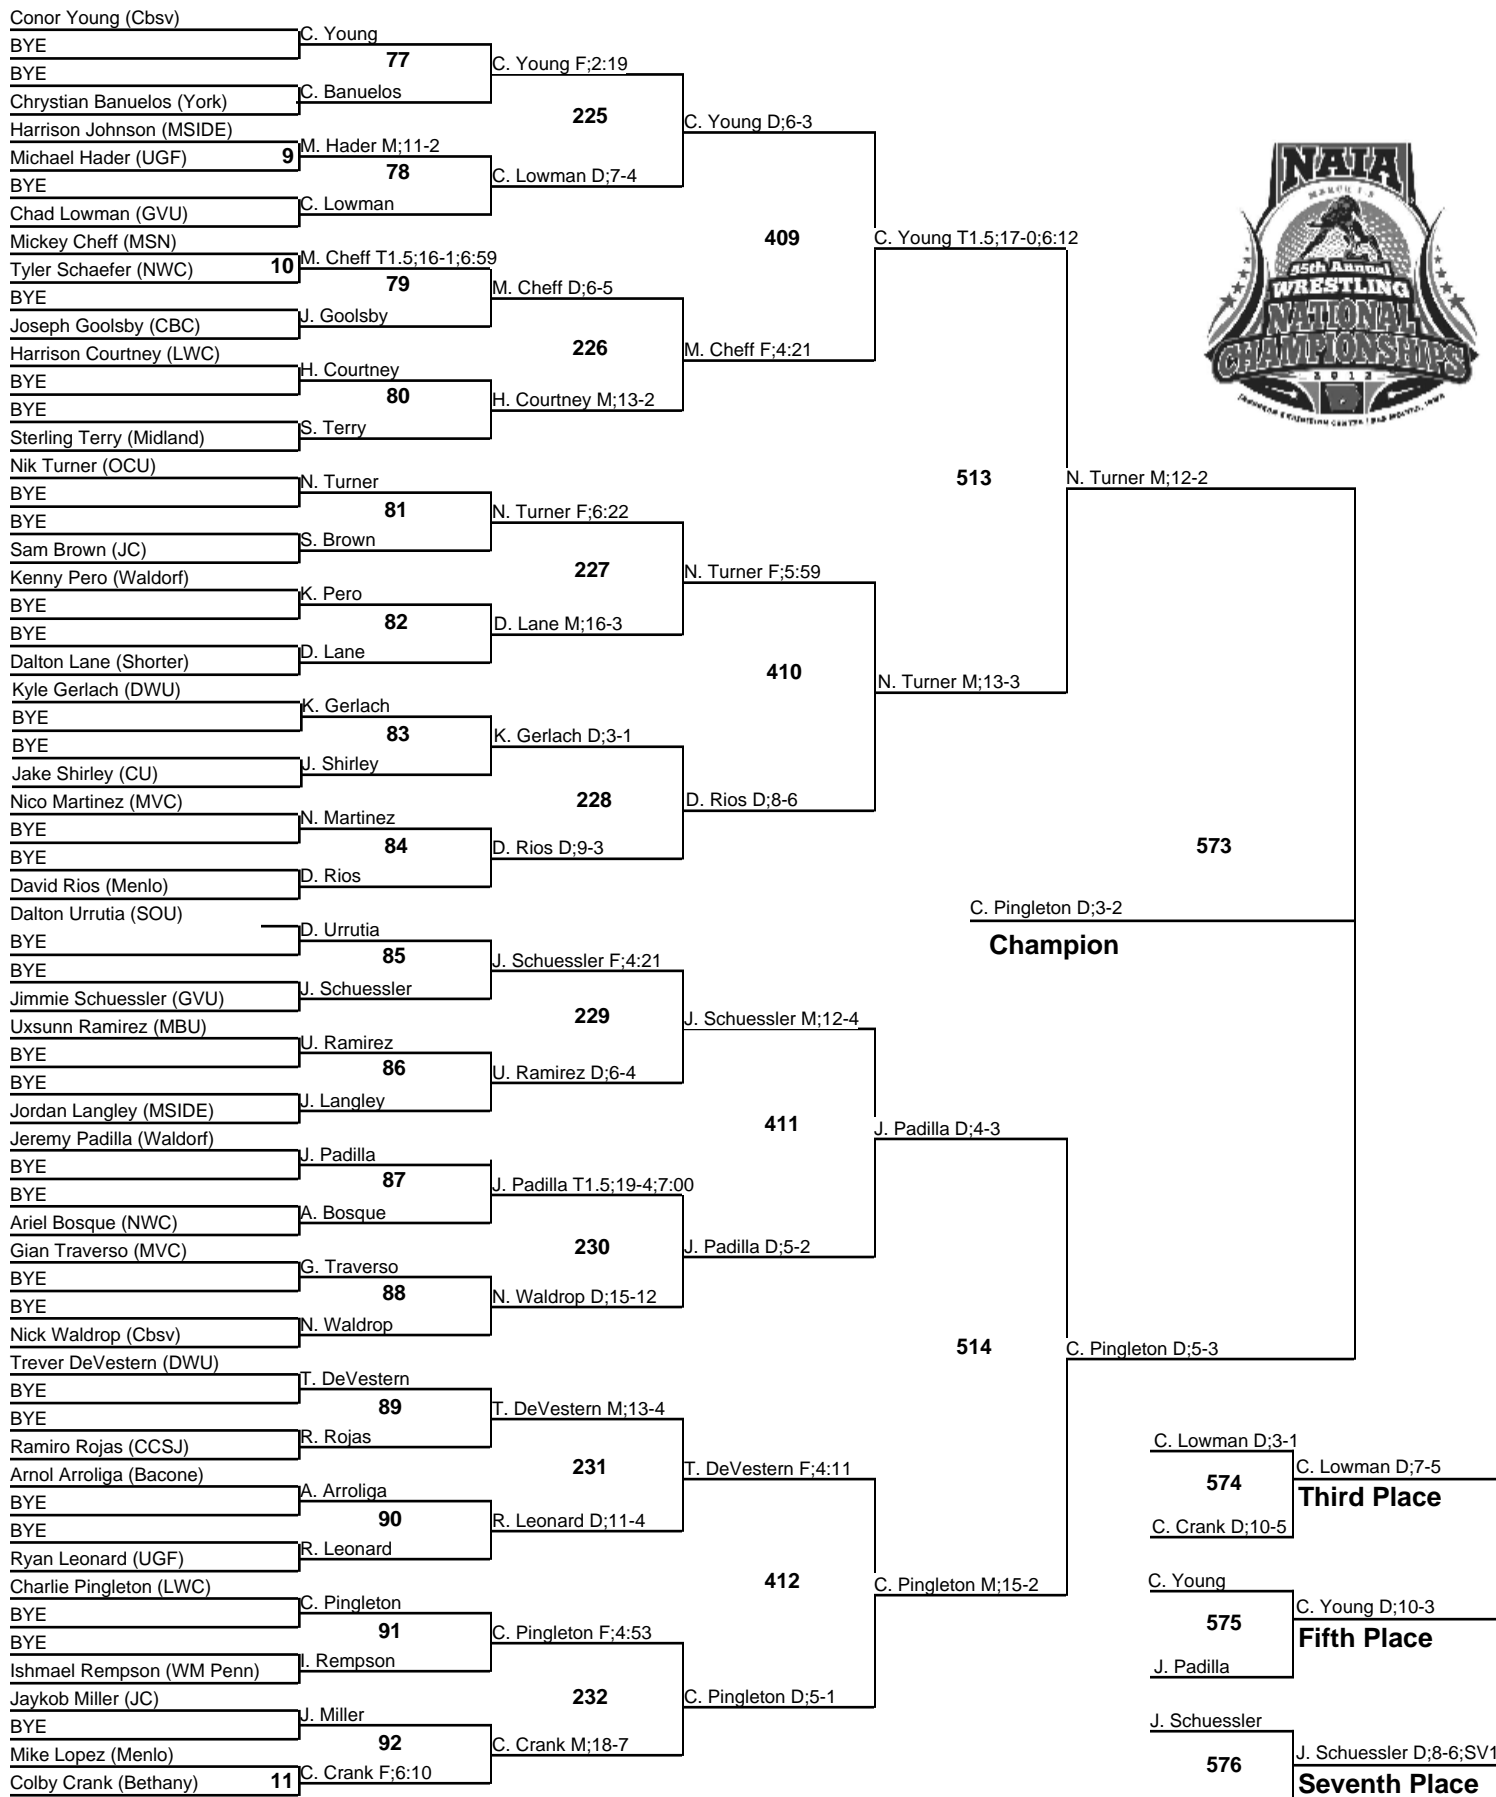 Conor Young (Cbsv)
BYE
BYE
Chrystian Banuelos (York)
Harrison Johnson (MSIDE)
Michael Hader (UGF) 9
BYE
Chad Lowman (GVU)
Mickey Cheff (MSN)
Tyler Schaefer (NWC) 10
BYE
Joseph Goolsby (CBC)
Harrison Courtney (LWC)
BYE
BYE
Sterling Terry (Midland)
Nik Turner (OCU)
BYE
BYE
Sam Brown (JC)
Kenny Pero (Waldorf)
BYE
BYE
Dalton Lane (Shorter)
Kyle Gerlach (DWU)
BYE
BYE
Jake Shirley (CU)
Nico Martinez (MVC)
BYE
BYE
David Rios (Menlo)
Dalton Urrutia (SOU)
BYE
BYE
Jimmie Schuessler (GVU)
Uxsunn Ramirez (MBU)
BYE
BYE
Jordan Langley (MSIDE)
Jeremy Padilla (Waldorf)
BYE
BYE
Ariel Bosque (NWC)
Gian Traverso (MVC)
BYE
BYE
Nick Waldrop (Cbsv)
Trever DeVestern (DWU)
BYE
BYE
Ramiro Rojas (CCSJ)
Arnol Arroliga (Bacone)
BYE
BYE
Ryan Leonard (UGF)
Charlie Pingleton (LWC)
BYE
BYE
Ishmael Rempson (WM Penn)
Jaykob Miller (JC)
BYE
Mike Lopez (Menlo)
Colby Crank (Bethany) 11
C. Young
77
C. Banuelos
M. Hader M;11-2
78
C. Lowman
M. Cheff T1.5;16-1;6:59
79
J. Goolsby
H. Courtney
80
S. Terry
N. Turner
81
S. Brown
K. Pero
82
D. Lane
K. Gerlach
83
J. Shirley
N. Martinez
84
D. Rios
D. Urrutia
85
J. Schuessler
U. Ramirez
86
J. Langley
J. Padilla
87
A. Bosque
G. Traverso
88
N. Waldrop
T. DeVestern
89
R. Rojas
A. Arroliga
90
R. Leonard
C. Pingleton
91
I. Rempson
J. Miller
92
C. Crank F;6:10
C. Young F;2:19
225
C. Lowman D;7-4
M. Cheff D;6-5
226
H. Courtney M;13-2
N. Turner F;6:22
227
D. Lane M;16-3
K. Gerlach D;3-1
228
D. Rios D;9-3
J. Schuessler F;4:21
229
U. Ramirez D;6-4
J. Padilla T1.5;19-4;7:00
230
N. Waldrop D;15-12
T. DeVestern M;13-4
231
R. Leonard D;11-4
C. Pingleton F;4:53
232
C. Crank M;18-7
C. Young D;6-3
409
M. Cheff F;4:21
N. Turner F;5:59
410
D. Rios D;8-6
J. Schuessler M;12-4
411
J. Padilla D;5-2
T. DeVestern F;4:11
412
C. Pingleton D;5-1
C. Young T1.5;17-0;6:12
513
N. Turner M;13-3
J. Padilla D;4-3
514
C. Pingleton M;15-2
N. Turner M;12-2
573
C. Pingleton D;5-3
C. Pingleton D;3-2
Champion
NAIA
MARCH 1-3
55th Annual
WRESTLING
NATIONAL
CHAMPIONSHIPS
2012
C. Lowman D;3-1
574
C. Crank D;10-5
C. Lowman D;7-5
Third Place
C. Young
575
J. Padilla
C. Young D;10-3
Fifth Place
J. Schuessler
576
J. Schuessler D;8-6;SV1
Seventh Place